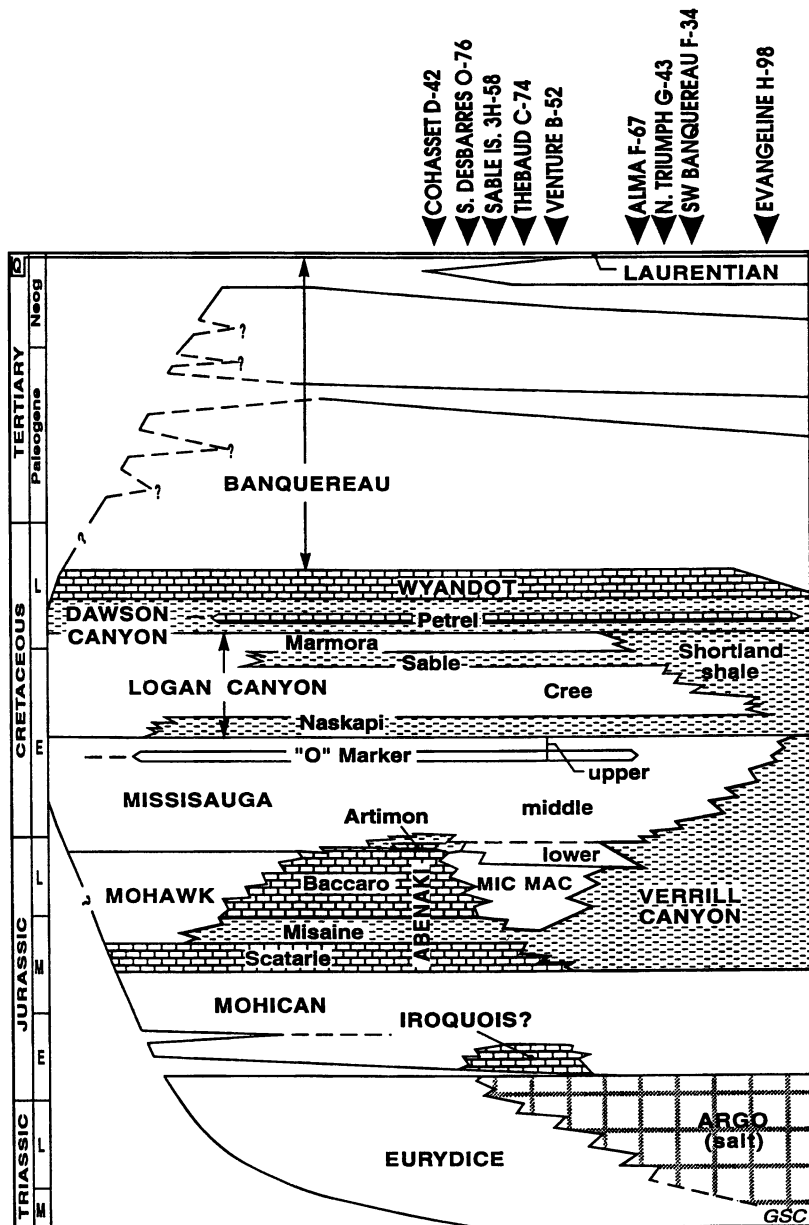 COHASSET D-42
S. DESBARRES O-76
SABLE IS. 3H-58
THEBAUD C-74
VENTURE B-52
ALMA F-67
N. TRIUMPH G-43
SW BANQUEREAU F-34
EVANGELINE H-98
Q
LAURENTIAN
Neog
?
?
TERTIARY
Paleogene
?
?
BANQUEREAU
?
CRETACEOUS
L
WYANDOT
DAWSON
CANYON
Petrel
Marmora
Sable
Shortland
shale
LOGAN CANYON
Cree
Naskapi
E
"O" Marker
upper
MISSISAUGA
middle
Artimon
lower
JURASSIC
L
MOHAWK
Baccaro
ABENAKI
MIC MAC
VERRILL
CANYON
?
Misaine
M
Scatarie
MOHICAN
IROQUOIS?
E
ARGO
(salt)
TRIASSIC
L
EURYDICE
M
GSC